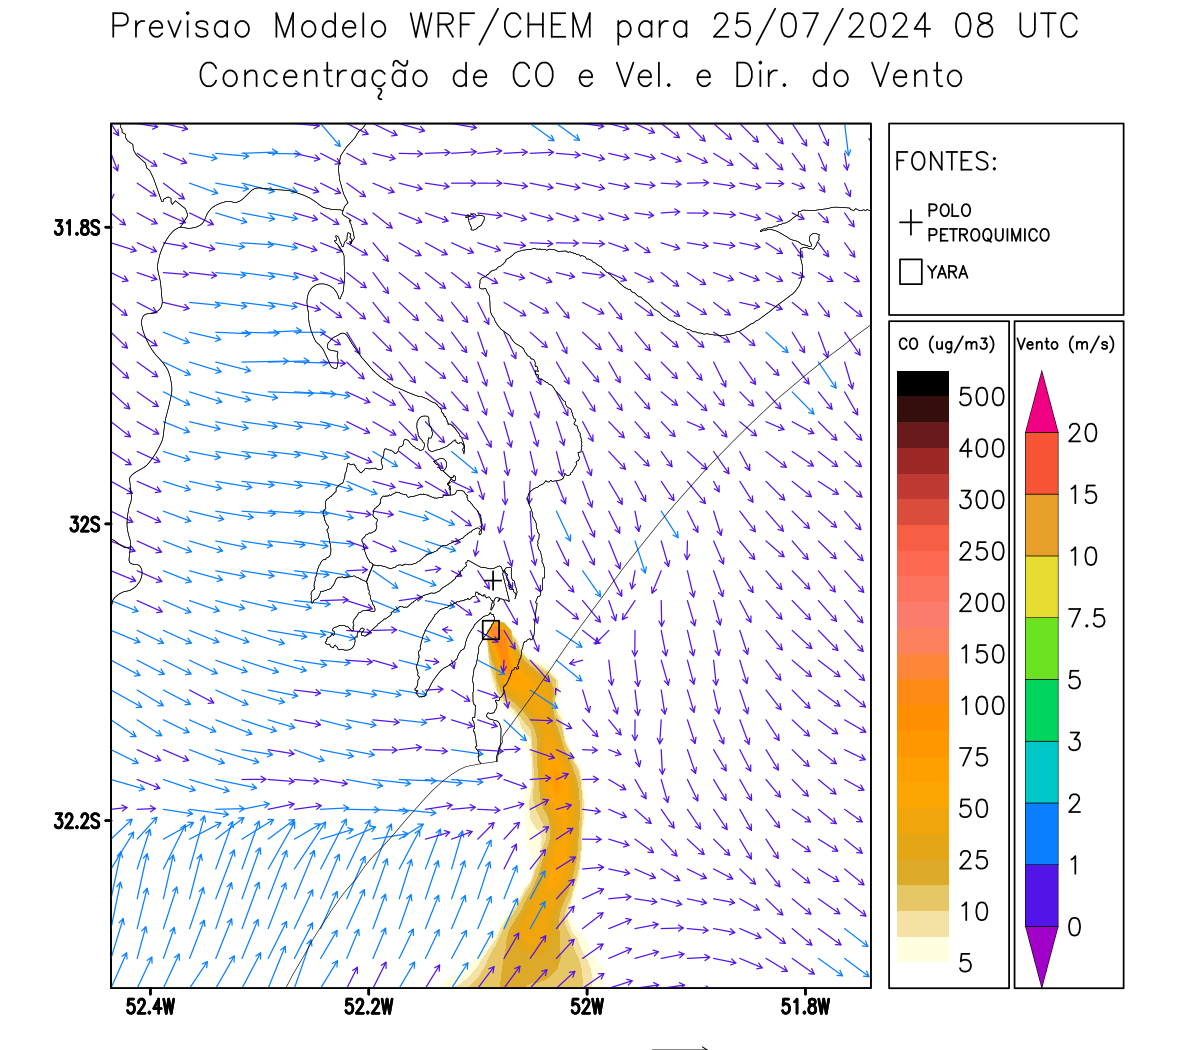 Previsao Modelo WRF/CHEM para 25/07/2024 08 UTC
Concentração de CO e Vel. e Dir. do Vento
FONTES:
POLO
PETROQUIMICO
YARA
CO (ug/m3)
500
400
300
250
200
150
100
75
50
25
10
5
Vento (m/s)
20
15
10
7.5
5
3
2
1
0
31.8S
32S
32.2S
52.4W
52.2W
52W
51.8W